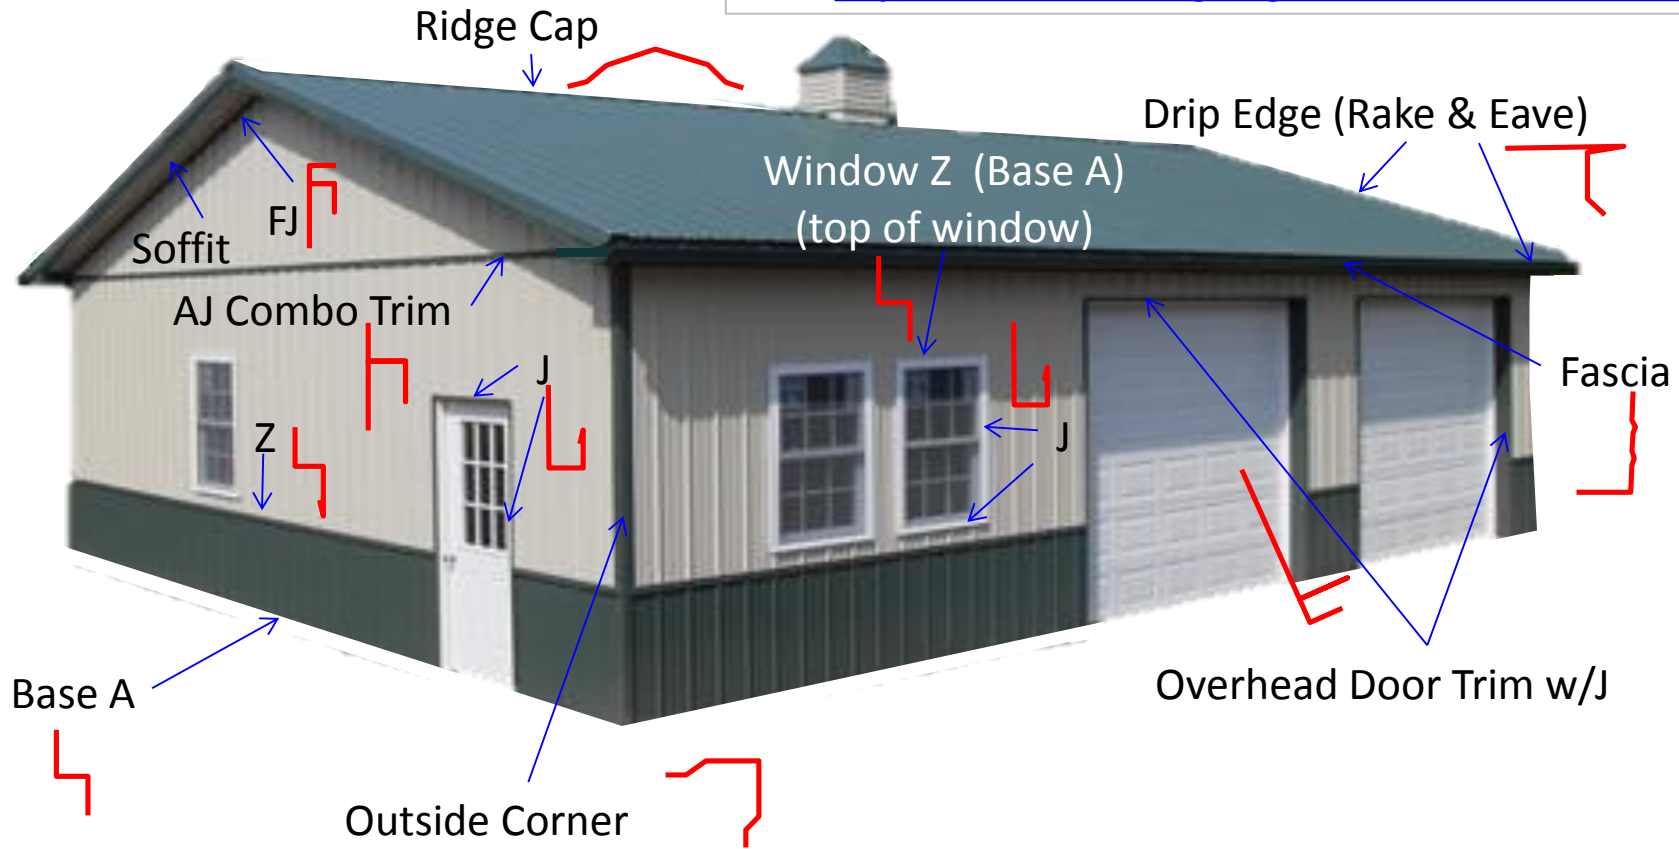 Ridge Cap
Drip Edge (Rake & Eave)
Window Z  (Base A)
(top of window)
FJ
Soffit
AJ Combo Trim
J
Fascia
Z
J
Base A
Overhead Door Trim w/J
Outside Corner